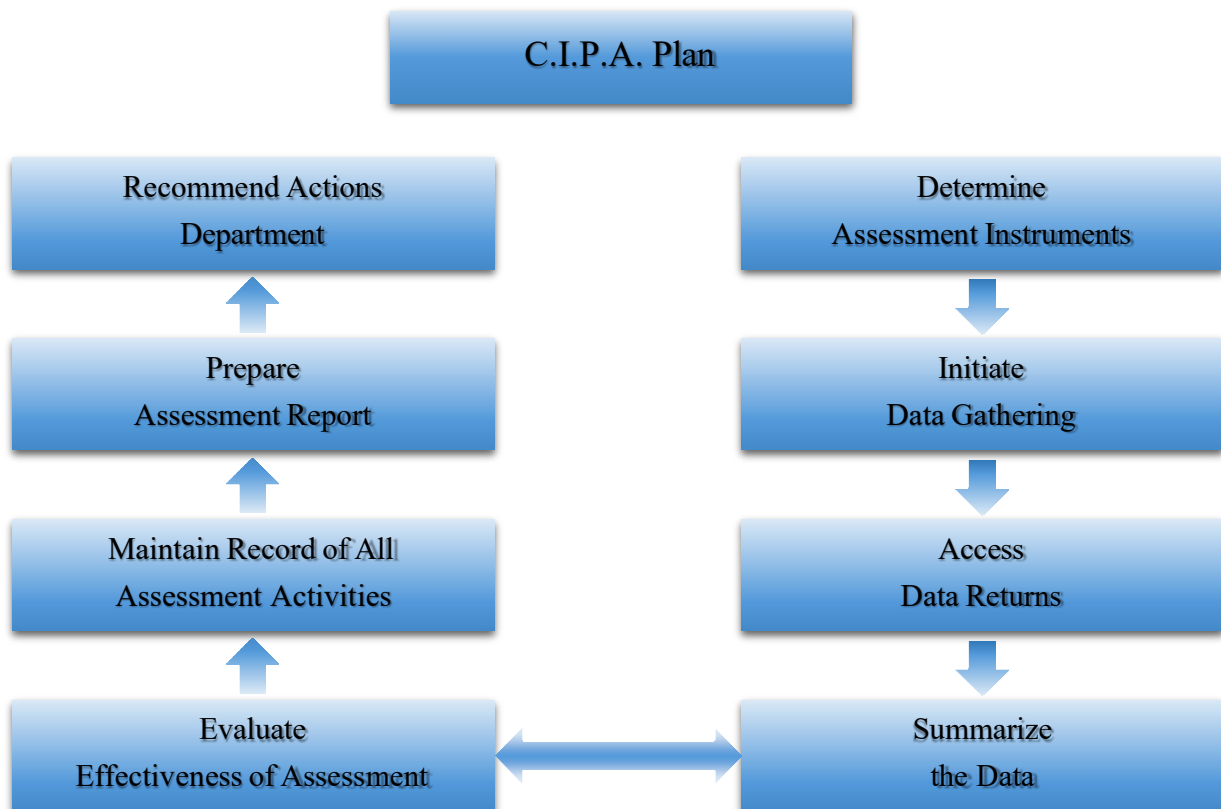 C.I.P.A. Plan
Recommend Actions
Department
Determine
Assessment Instruments
Prepare
Assessment Report
Initiate
Data Gathering
Maintain Record of All
Assessment Activities
Access
Data Returns
Evaluate
Effectiveness of Assessment
Summarize
the Data